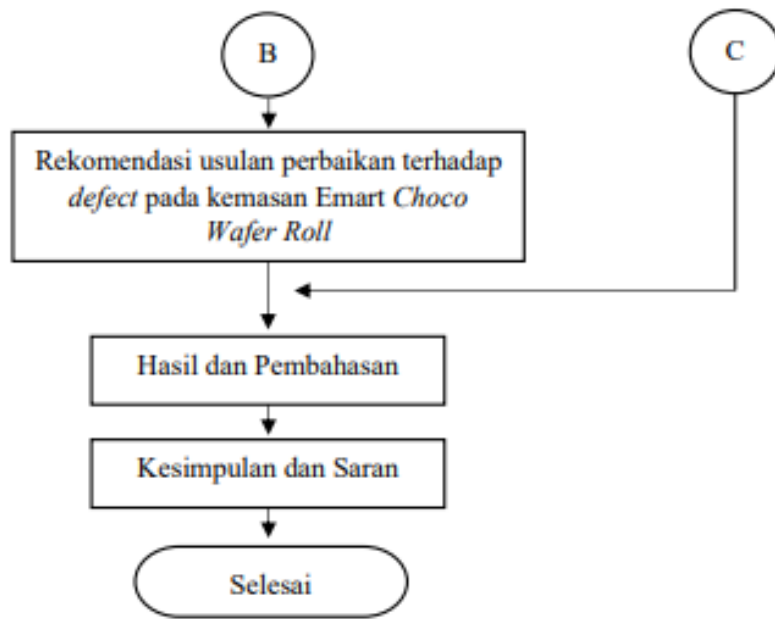 B
C
Rekomendasi usulan perbaikan terhadap
defect pada kemasan Emart Choco
Wafer Roll
Hasil dan Pembahasan
Kesimpulan dan Saran
Selesai